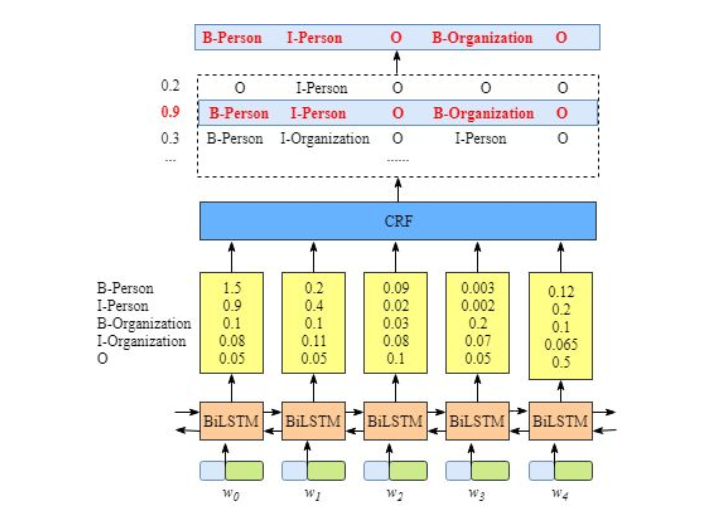 B-Person I-Person O B-Organization O
0.2 O I-Person O O O
0.9 B-Person I-Person O B-Organization O
0.3 B-Person I-Organization O I-Person O
... ......
CRF
B-Person 1.5 0.2 0.09 0.003 0.12
I-Person 0.9 0.4 0.02 0.002 0.2
B-Organization 0.1 0.1 0.03 0.2 0.1
I-Organization 0.08 0.11 0.08 0.07 0.065
O 0.05 0.05 0.1 0.05 0.5
BiLSTM BiLSTM BiLSTM BiLSTM BiLSTM
w0 w1 w2 w3 w4